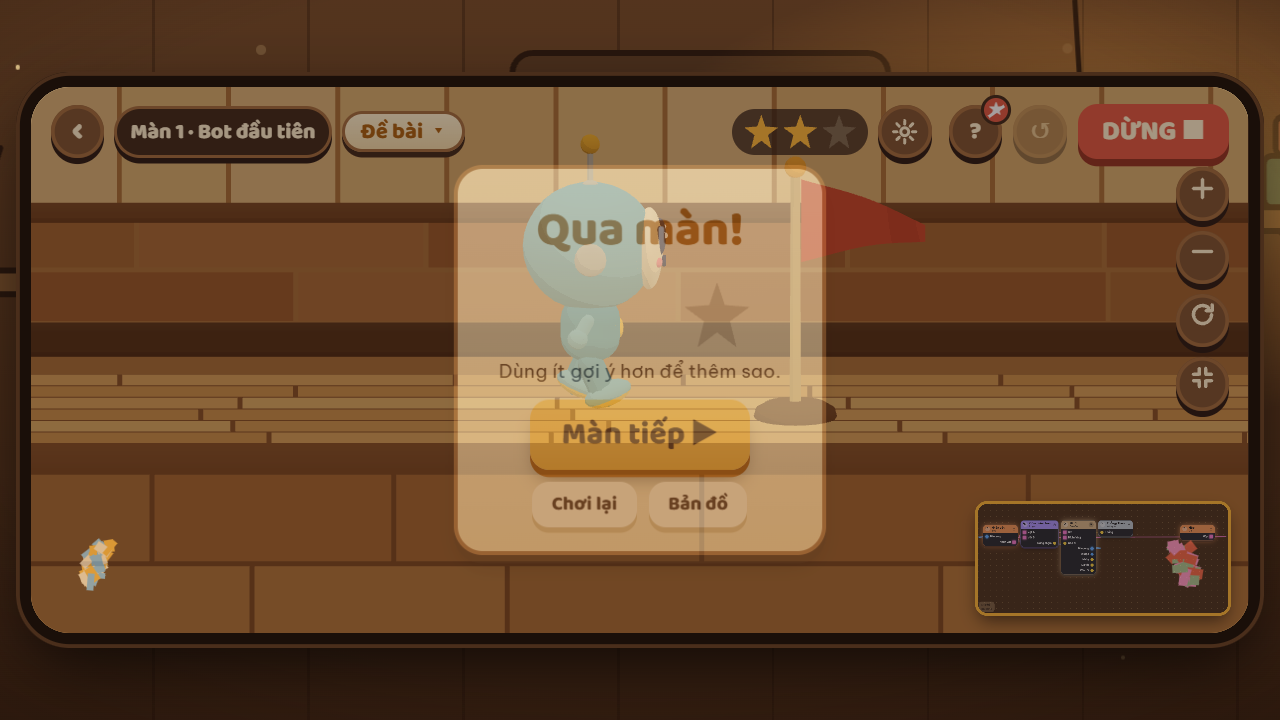 Màn 1 · Bot đầu tiên
Đề bài
?
DỪNG
Qua màn!
Dùng ít gợi ý hơn để thêm sao.
Màn tiếp
Chơi lại
Bản đồ